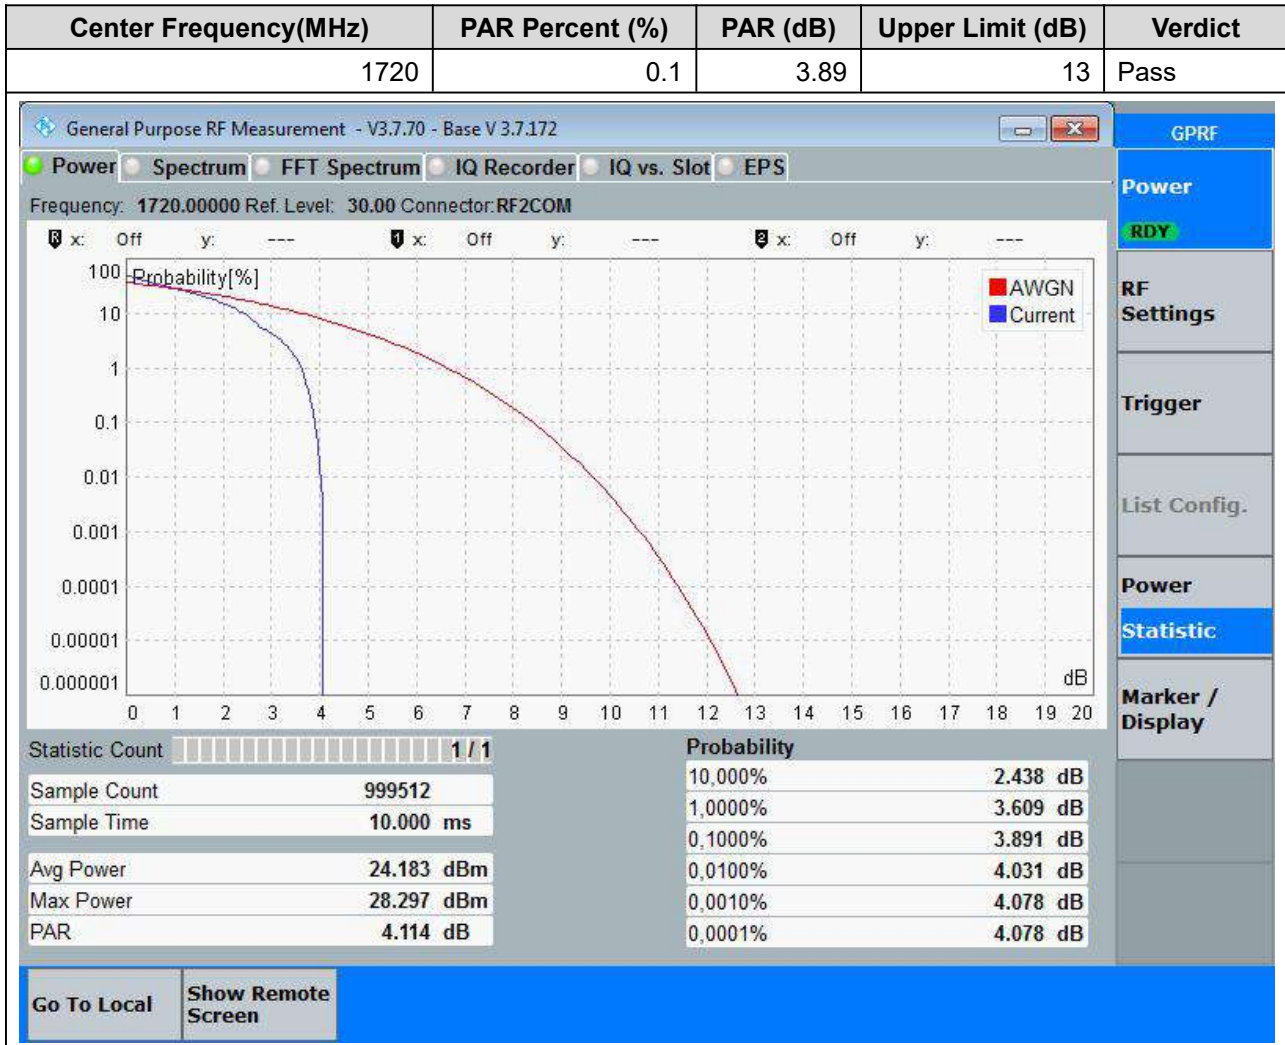 Center Frequency(MHz) PAR Percent (%) PAR (dB) Upper Limit (dB) Verdict
1720 0.1 3.89 13 Pass
General Purpose RF Measurement - V3.7.70 - Base V 3.7.172
GPRF
Power Spectrum FFT Spectrum IQ Recorder IQ vs. Slot EPS
Frequency: 1720.00000 Ref. Level: 30.00 Connector: RF2COM
R x: Off y: --- 1 x: Off y: --- 2 x: Off y: ---
Probability[%]
100
10
1
0.1
0.01
0.001
0.0001
0.00001
0.000001
AWGN
Current
dB
0 1 2 3 4 5 6 7 8 9 10 11 12 13 14 15 16 17 18 19 20
Statistic Count 1 / 1
Sample Count 999512
Sample Time 10.000 ms
Avg Power 24.183 dBm
Max Power 28.297 dBm
PAR 4.114 dB
Probability
10,000% 2.438 dB
1,0000% 3.609 dB
0,1000% 3.891 dB
0,0100% 4.031 dB
0,0010% 4.078 dB
0,0001% 4.078 dB
Power
RDY
RF
Settings
Trigger
List Config.
Power
Statistic
Marker /
Display
Go To Local
Show Remote
Screen